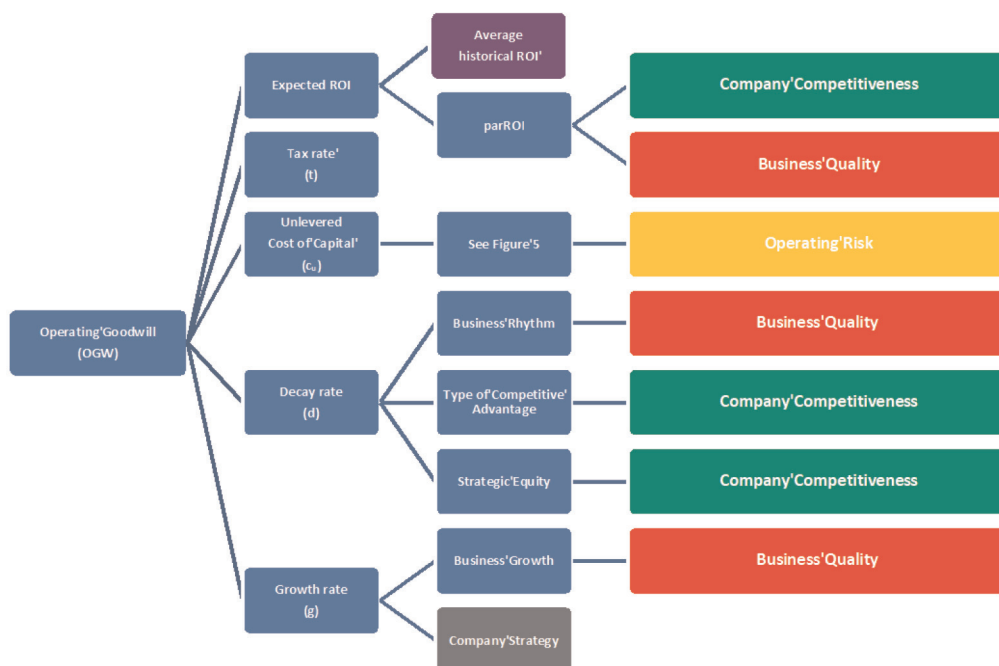 Average
historical ROI'
Expected ROI
Company'Competitiveness
parROI
Tax rate'
(t)
Business'Quality
Unlevered
Cost of'Capital'
(cᵤ)
See Figure'5
Operating'Risk
Operating'Goodwill
(OGW)
Business'Rhythm
Business'Quality
Decay rate
(d)
Type of'Competitive'
Advantage
Company'Competitiveness
Strategic'Equity
Company'Competitiveness
Growth rate
(g)
Business'Growth
Business'Quality
Company'Strategy